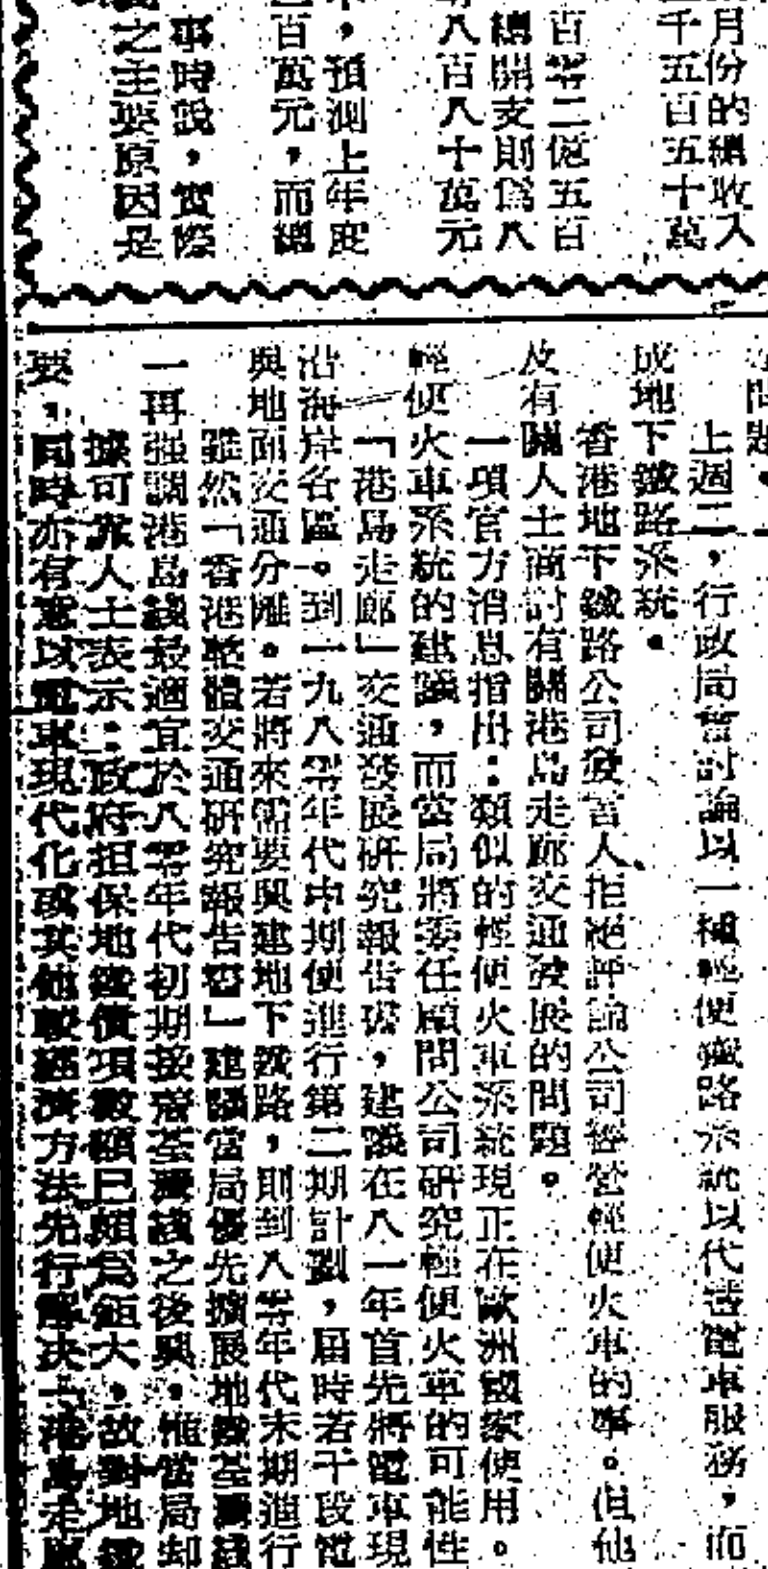 月份的總收入
千五百五十萬
百零二億五百
總開支則為八
八百八十萬元
，預測上年度
百萬元，而總
事時說，實際
之主要原因是
問題。
上週二，行政局曾討論以一種輕便鐵路系統以代替電車服務，而
成地下鐵路系統。
香港地下鐵路公司發言人拒絕評論公司經營輕便火車的事。但他
及有關人士商討有關港島走廊交通發展的問題。
一項官方消息指出：類似的輕便火車系統現正在歐洲國家使用。
輕便火車系統的建議，而當局將委任顧問公司研究輕便火車的可能性
「港島走廊」交通發展研究報告書，建議在八一年首先將電車現
沿海岸各區。到一九八零年代中期便進行第二期計劃，屆時若干段電
與地面交通分離。若將來需要興建地下鐵路，則到八零年代末期進行
雖然「香港整體交通研究報告書」建議當局優先擴展地鐵荃灣線
一再強調港島線最適宜於八零年代初期接着荃灣線之後興，惟當局却
據可靠人士表示：政府担保地鐵債項數額已頗為鉅大，故對地鐵
要，同時亦有意以電車現代化或其他較經濟方法先行解決「港島走廊